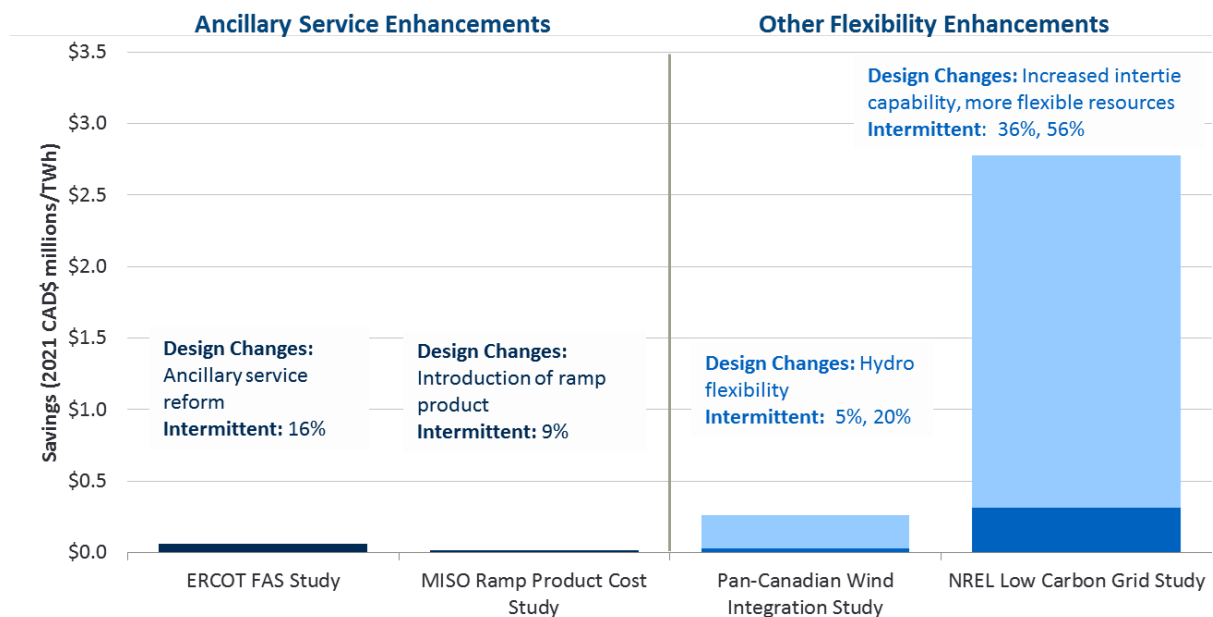 Ancillary Service Enhancements
Other Flexibility Enhancements
Savings (2021 CAD$ millions/TWh)
$3.5
$3.0
$2.5
$2.0
$1.5
$1.0
$0.5
$0.0
Design Changes:
Ancillary service
reform
Intermittent: 16%
Design Changes:
Introduction of ramp
product
Intermittent: 9%
Design Changes: Hydro
flexibility
Intermittent: 5%, 20%
Design Changes: Increased intertie
capability, more flexible resources
Intermittent: 36%, 56%
ERCOT FAS Study
MISO Ramp Product Cost
Study
Pan-Canadian Wind
Integration Study
NREL Low Carbon Grid Study